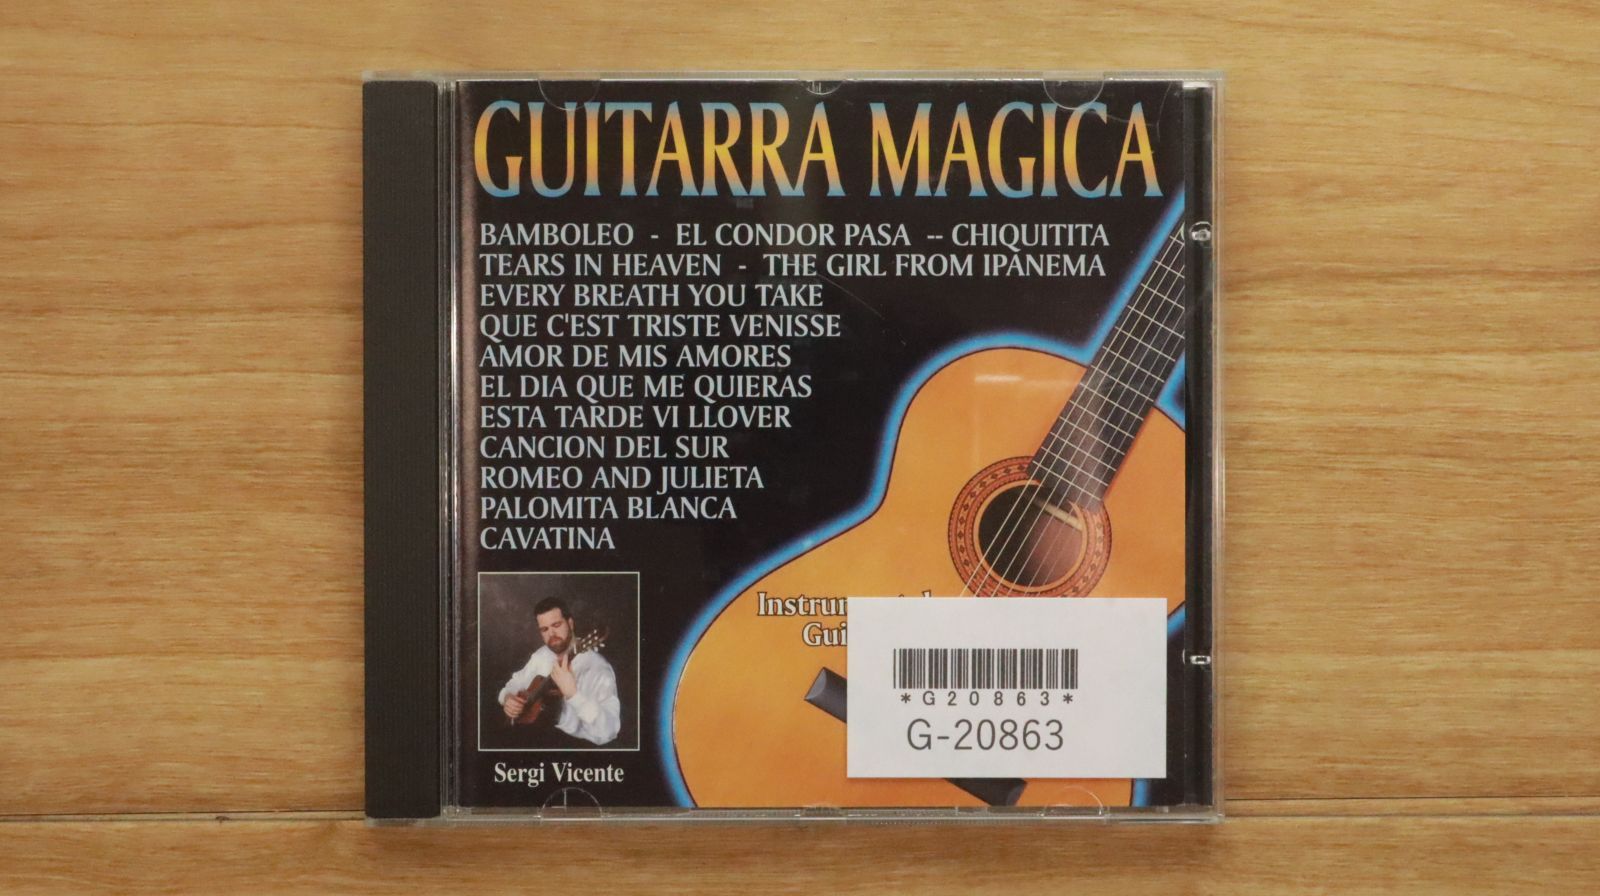 GUITARRA MAGICA
BAMBOLEO - EL CONDOR PASA -- CHIQUITITA
TEARS IN HEAVEN - THE GIRL FROM IPANEMA
EVERY BREATH YOU TAKE
QUE C'EST TRISTE VENISSE
AMOR DE MIS AMORES
EL DIA QUE ME QUIERAS
ESTA TARDE VI LLOVER
CANCION DEL SUR
ROMEO AND JULIETA
PALOMITA BLANCA
CAVATINA
Sergi Vicente
*G20863*
G-20863